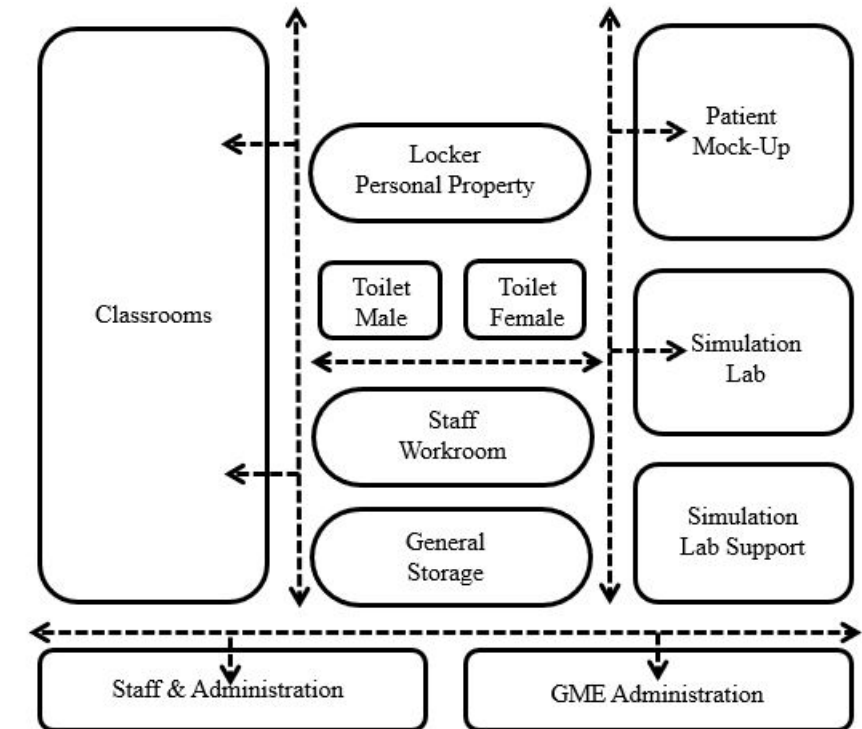 Patient
Mock-Up
Locker
Personal Property
Classrooms
Toilet
Male
Toilet
Female
Simulation
Lab
Staff
Workroom
General
Storage
Simulation
Lab Support
Staff & Administration
GME Administration